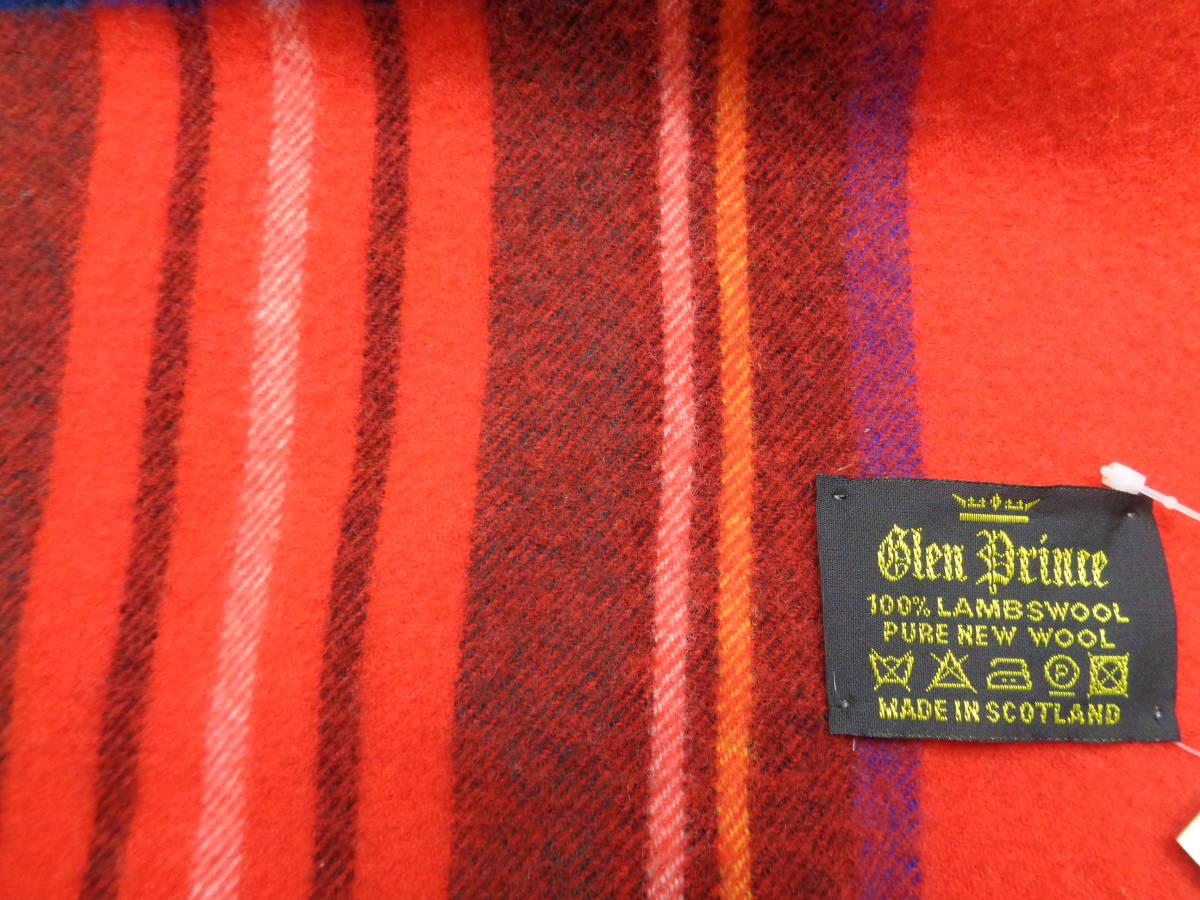 Glen Prince
100% LAMBSWOOL
PURE NEW WOOL
P
MADE IN SCOTLAND